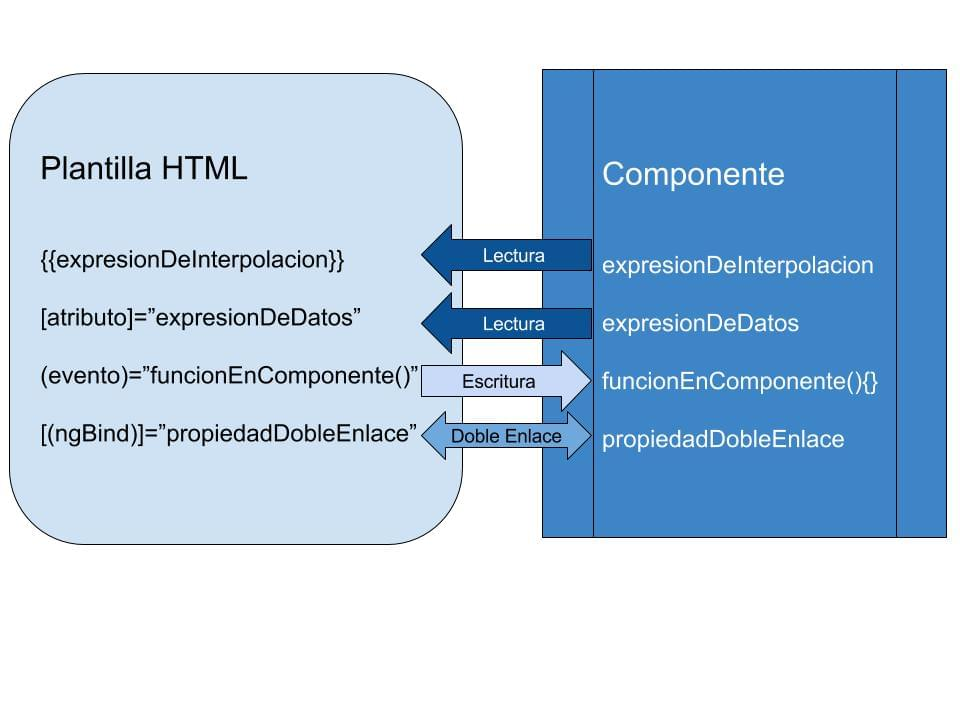 Plantilla HTML
{{expresionDeInterpolacion}}
[atributo]=”expresionDeDatos”
(evento)=”funcionEnComponente()”
[(ngBind)]=”propiedadDobleEnlace”
Lectura
Lectura
Escritura
Doble Enlace
Componente
expresionDeInterpolacion
expresionDeDatos
funcionEnComponente(){}
propiedadDobleEnlace